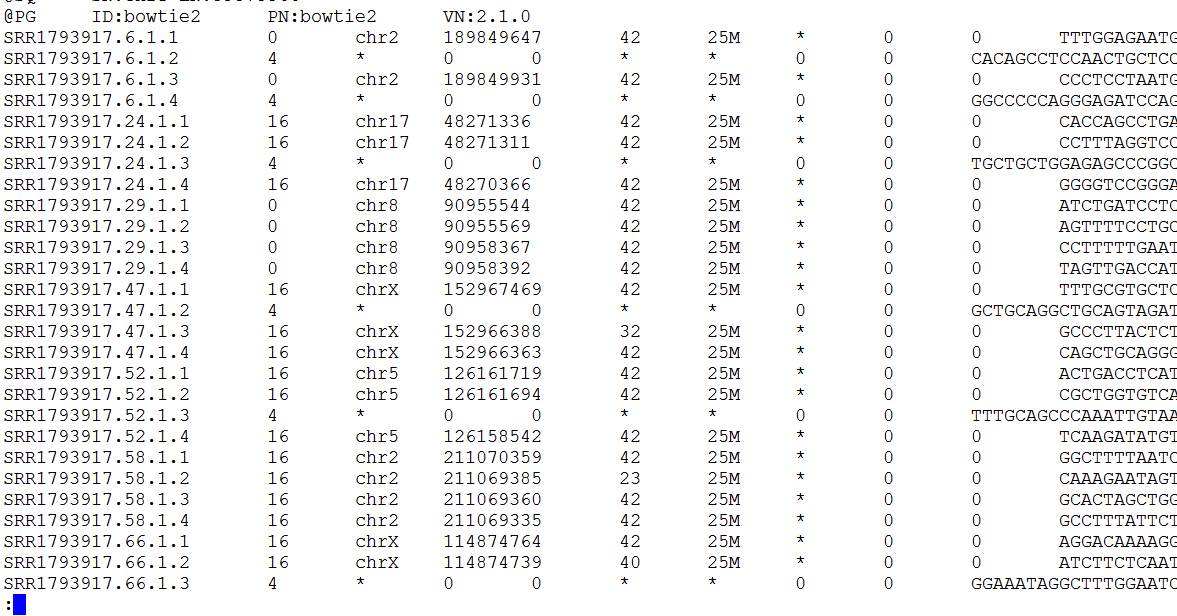 @PG ID:bowtie2 PN:bowtie2 VN:2.1.0
SRR1793917.6.1.1 0 chr2 189849647 42 25M * 0 0 TTTGGAGAATG
SRR1793917.6.1.2 4 * 0 0 * * 0 0 CACAGCCTCCAACTGCTCC
SRR1793917.6.1.3 0 chr2 189849931 42 25M * 0 0 CCCTCCTAATG
SRR1793917.6.1.4 4 * 0 0 * * 0 0 GGCCCCCAGGGAGATCCAG
SRR1793917.24.1.1 16 chr17 48271336 42 25M * 0 0 CACCAGCCTGA
SRR1793917.24.1.2 16 chr17 48271311 42 25M * 0 0 CCTTTAGGTCC
SRR1793917.24.1.3 4 * 0 0 * * 0 0 TGCTGCTGGAGAGCCCGGC
SRR1793917.24.1.4 16 chr17 48270366 42 25M * 0 0 GGGGTCCGGGA
SRR1793917.29.1.1 0 chr8 90955544 42 25M * 0 0 ATCTGATCCTC
SRR1793917.29.1.2 0 chr8 90955569 42 25M * 0 0 AGTTTTCCTGC
SRR1793917.29.1.3 0 chr8 90958367 42 25M * 0 0 CCTTTTTGAAT
SRR1793917.29.1.4 0 chr8 90958392 42 25M * 0 0 TAGTTGACCAT
SRR1793917.47.1.1 16 chrX 152967469 42 25M * 0 0 TTTGCGTGCTC
SRR1793917.47.1.2 4 * 0 0 * * 0 0 GCTGCAGGCTGCAGTAGAT
SRR1793917.47.1.3 16 chrX 152966388 32 25M * 0 0 GCCCTTACTCT
SRR1793917.47.1.4 16 chrX 152966363 42 25M * 0 0 CAGCTGCAGGG
SRR1793917.52.1.1 16 chr5 126161719 42 25M * 0 0 ACTGACCTCAT
SRR1793917.52.1.2 16 chr5 126161694 42 25M * 0 0 CGCTGGTGTCA
SRR1793917.52.1.3 4 * 0 0 * * 0 0 TTTGCAGCCCAAATTGTAA
SRR1793917.52.1.4 16 chr5 126158542 42 25M * 0 0 TCAAGATATGT
SRR1793917.58.1.1 16 chr2 211070359 42 25M * 0 0 GGCTTTTAATC
SRR1793917.58.1.2 16 chr2 211069385 23 25M * 0 0 CAAAGAATAGT
SRR1793917.58.1.3 16 chr2 211069360 42 25M * 0 0 GCACTAGCTGG
SRR1793917.58.1.4 16 chr2 211069335 42 25M * 0 0 GCCTTTATTCT
SRR1793917.66.1.1 16 chrX 114874764 42 25M * 0 0 AGGACAAAAGG
SRR1793917.66.1.2 16 chrX 114874739 40 25M * 0 0 ATCTTCTCAAT
SRR1793917.66.1.3 4 * 0 0 * * 0 0 GGAAATAGGCTTTGGAATC
: